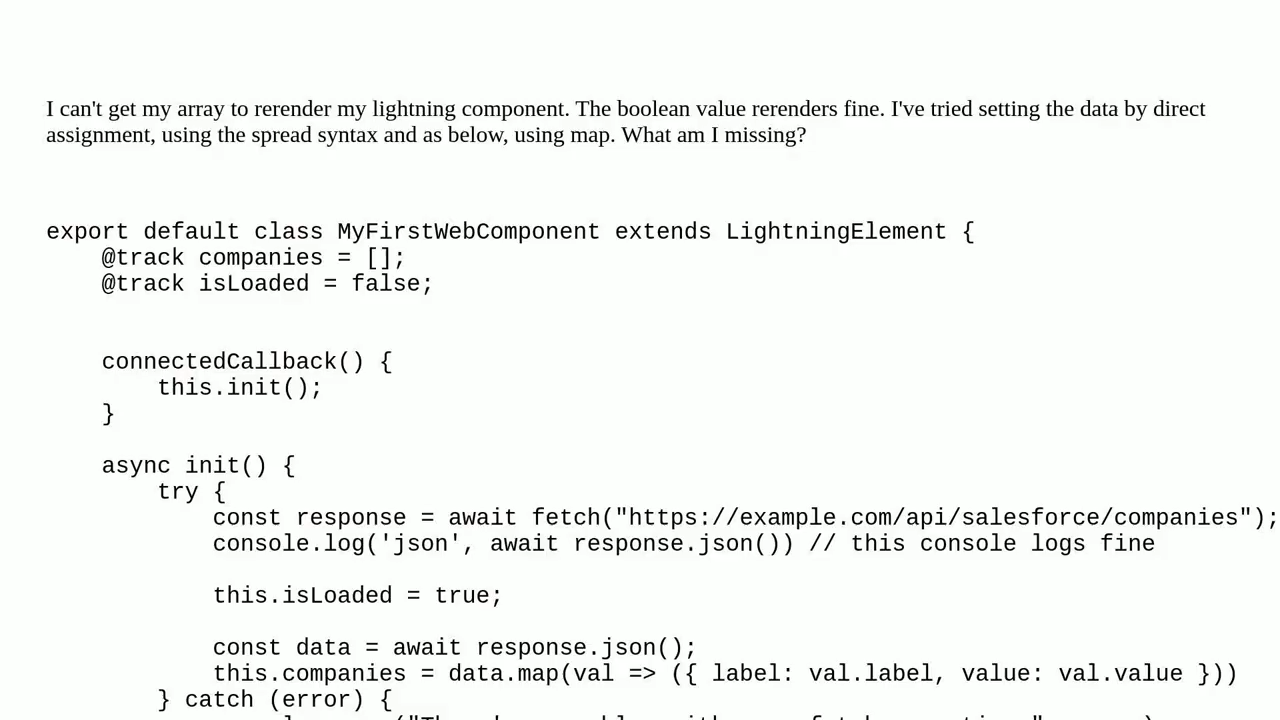 I can't get my array to rerender my lightning component. The boolean value rerenders fine. I've tried setting the data by direct
assignment, using the spread syntax and as below, using map. What am I missing?
export default class MyFirstWebComponent extends LightningElement {
    @track companies = [];
    @track isLoaded = false;
    connectedCallback() {
        this.init();
    }
    async init() {
        try {
            const response = await fetch("https://example.com/api/salesforce/companies");
            console.log('json', await response.json()) // this console logs fine
            this.isLoaded = true;
            const data = await response.json();
            this.companies = data.map(val => ({ label: val.label, value: val.value }))
        } catch (error) {